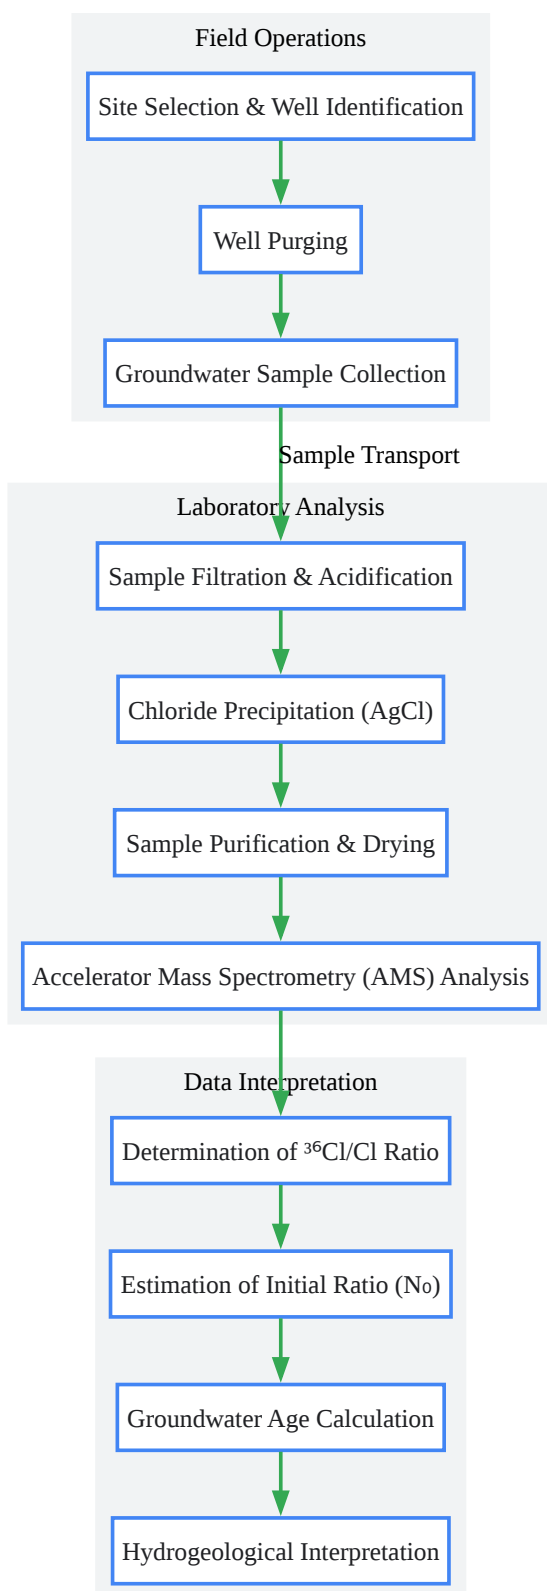 Field Operations
Site Selection & Well Identification
Well Purging
Groundwater Sample Collection
Sample Transport
Laboratory Analysis
Sample Filtration & Acidification
Chloride Precipitation (AgCl)
Sample Purification & Drying
Accelerator Mass Spectrometry (AMS) Analysis
Data Interpretation
Determination of ³⁶Cl/Cl Ratio
Estimation of Initial Ratio (N₀)
Groundwater Age Calculation
Hydrogeological Interpretation